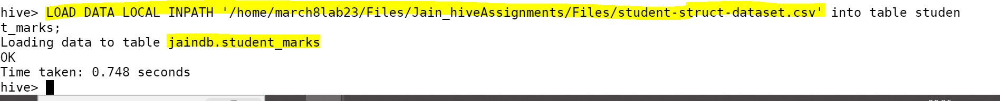 hive> LOAD DATA LOCAL INPATH '/home/march8lab23/Files/Jain_hiveAssignments/Files/student-struct-dataset.csv' into table studen
t_marks;
Loading data to table jaindb.student_marks
OK
Time taken: 0.748 seconds
hive>